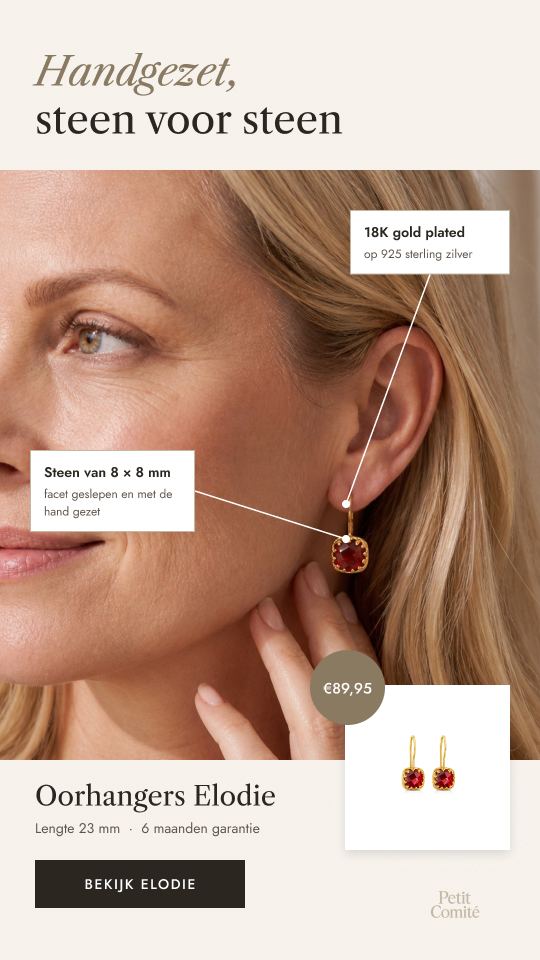 Handgezet,
steen voor steen
18K gold plated
op 925 sterling zilver
Steen van 8 × 8 mm
facet geslepen en met de
hand gezet
€89,95
Oorhangers Elodie
Lengte 23 mm · 6 maanden garantie
BEKIJK ELODIE
Petit
Comité